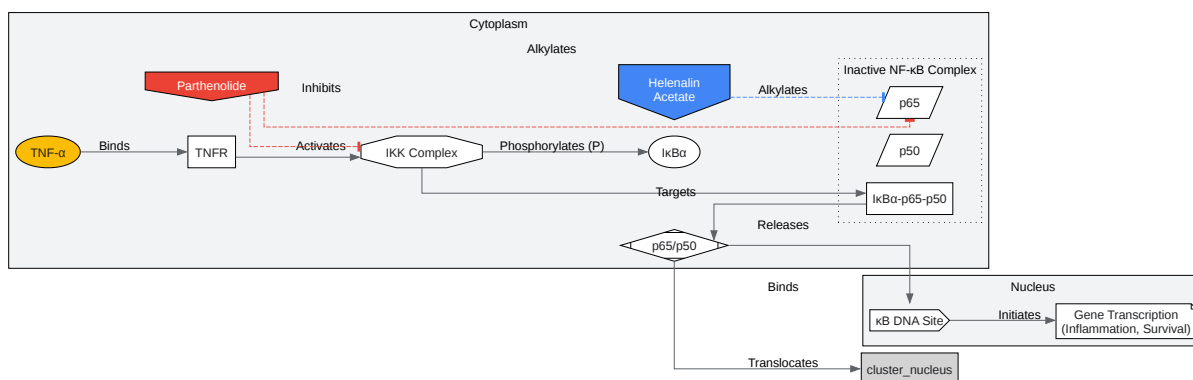 Cytoplasm
Alkylates
Inactive NF-κB Complex
Parthenolide
Inhibits
Helenalin
Acetate
Alkylates
p65
TNF-α
Binds
TNFR
Activates
IKK Complex
Phosphorylates (P)
IκBα
p50
Targets
IκBα-p65-p50
Releases
p65/p50
Binds
Nucleus
κB DNA Site
Initiates
Gene Transcription
(Inflammation, Survival)
Translocates
cluster_nucleus